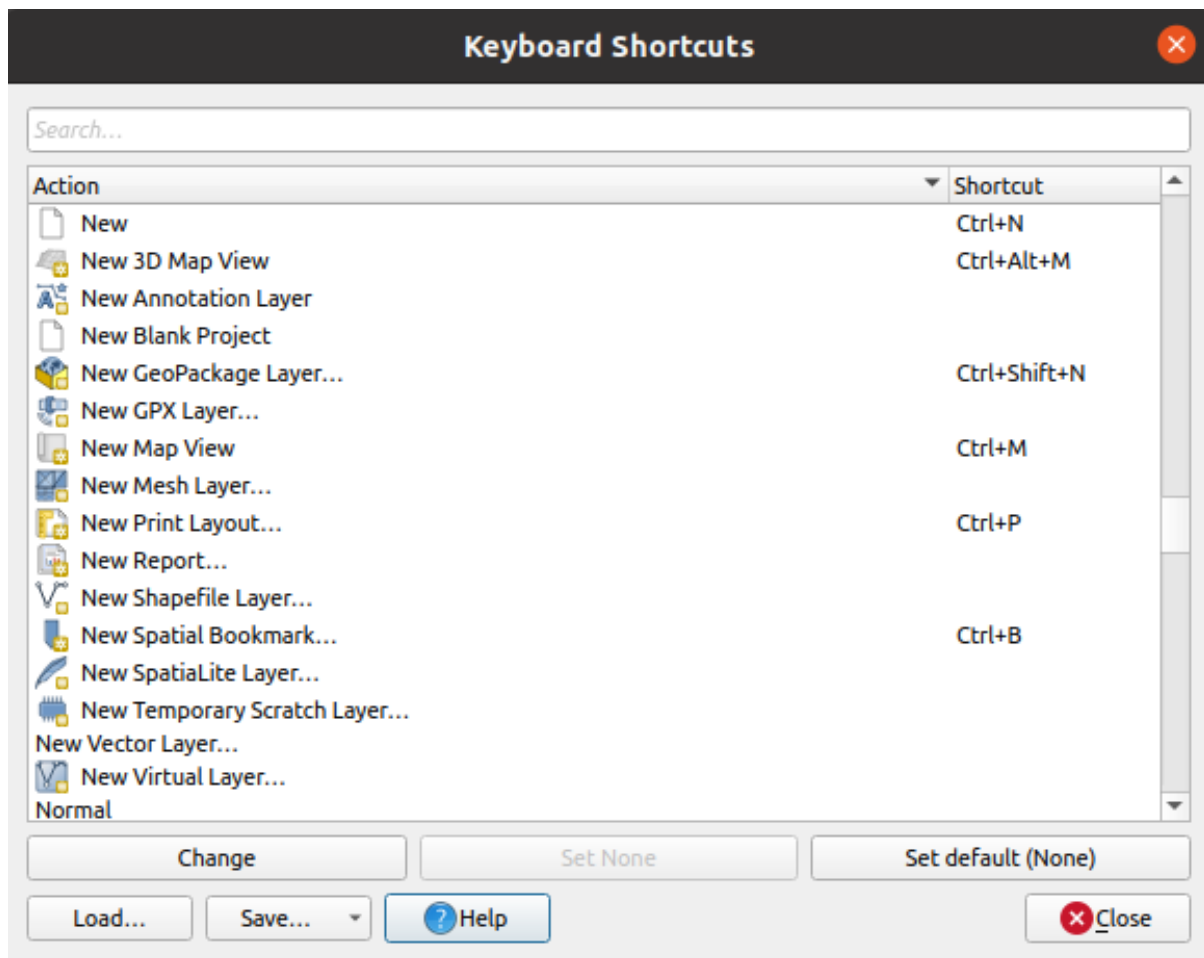 Keyboard Shortcuts
Search...
Action Shortcut
New Ctrl+N
New 3D Map View Ctrl+Alt+M
New Annotation Layer
New Blank Project
New GeoPackage Layer... Ctrl+Shift+N
New GPX Layer...
New Map View Ctrl+M
New Mesh Layer...
New Print Layout... Ctrl+P
New Report...
New Shapefile Layer...
New Spatial Bookmark... Ctrl+B
New SpatiaLite Layer...
New Temporary Scratch Layer...
New Vector Layer...
New Virtual Layer...
Normal
Change Set None Set default (None)
Load... Save... Help Close